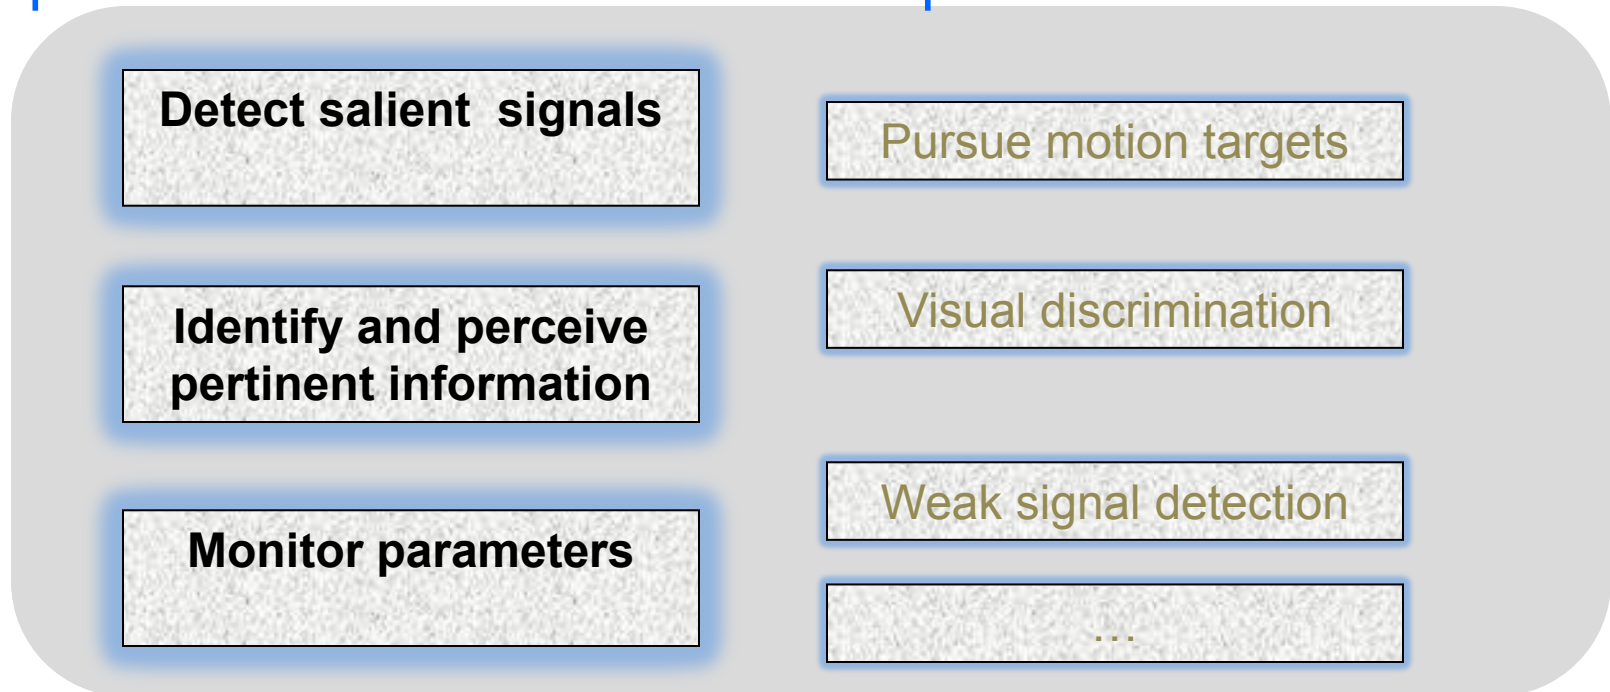 Detect salient  signals
Identify and perceive
pertinent information
Monitor parameters
Pursue motion targets
Visual discrimination
Weak signal detection
…